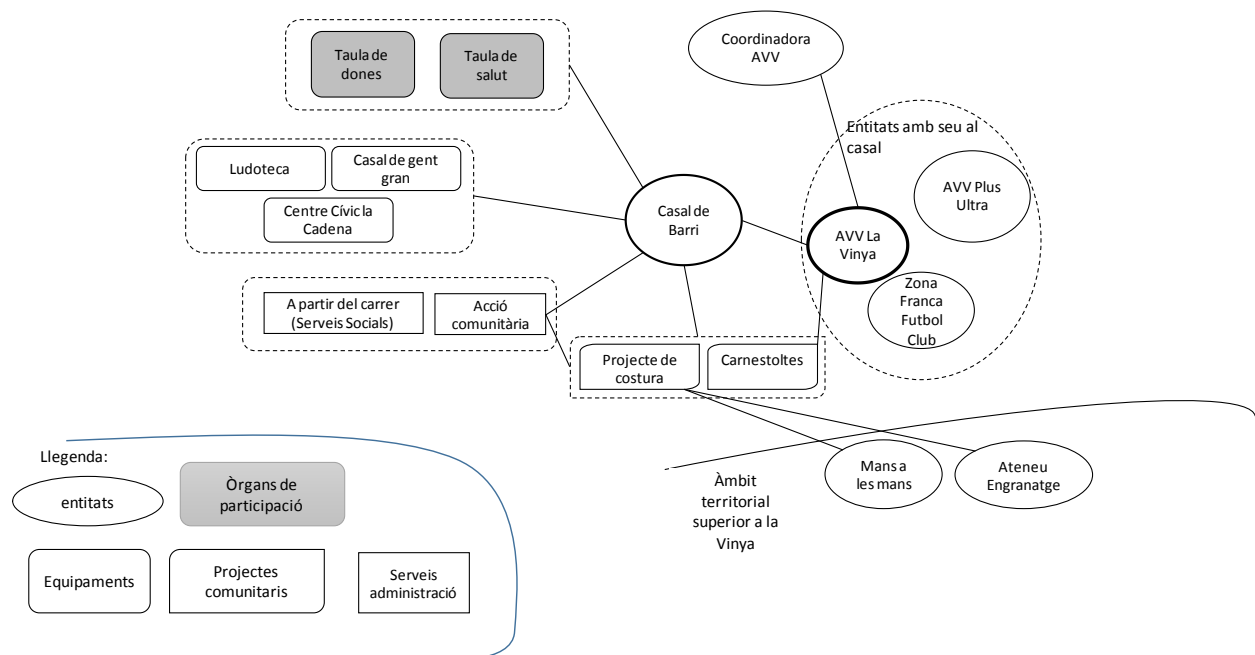 Taula de
dones
Taula de
salut
Coordinadora
AVV
Entitats amb seu al
casal
Ludoteca
Casal de gent
gran
Centre Cívic la
Cadena
Casal de
Barri
AVV La
Vinya
AVV Plus
Ultra
Zona
Franca
Futbol
Club
A partir del carrer
(Serveis Socials)
Acció
comunitària
Projecte de
costura
Carnestoltes
Mans a
les mans
Ateneu
Engranatge
Àmbit
territorial
superior a la
Vinya
Llegenda:
entitats
Òrgans de
participació
Equipaments
Projectes
comunitaris
Serveis
administració